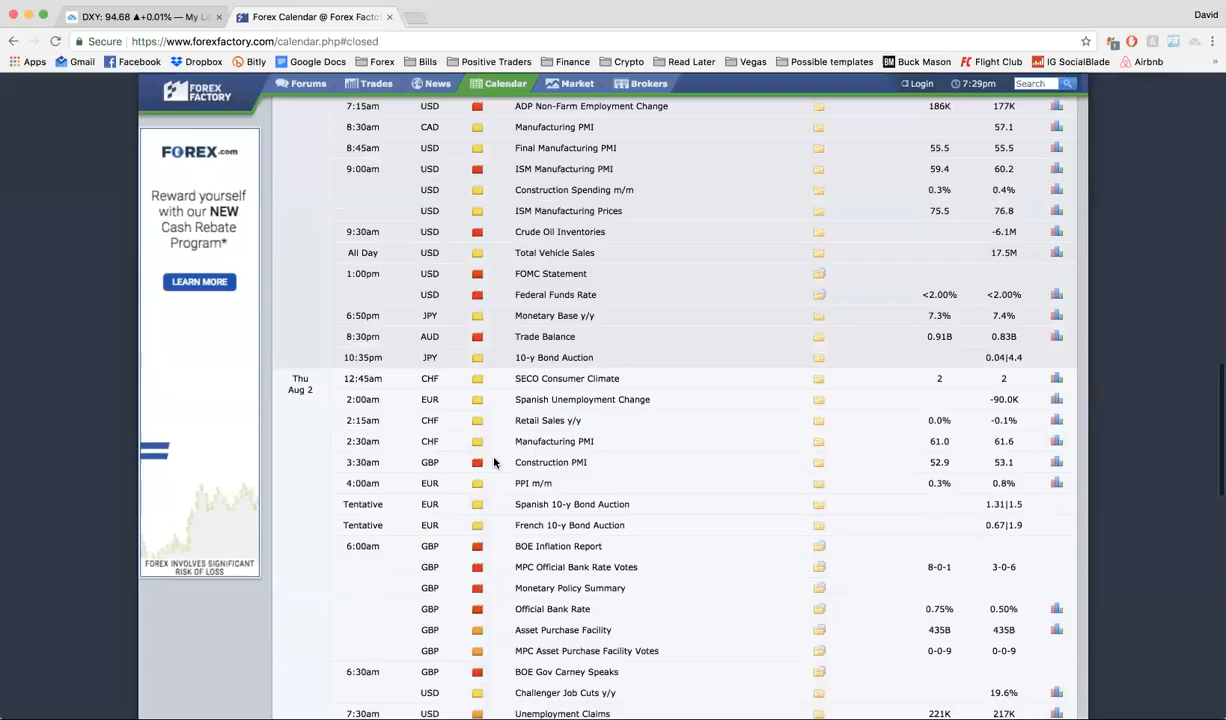 DXY: 94.68 ▲+0.01% — My L
Forex Calendar @ Forex Facto
David
Secure
https://www.forexfactory.com/calendar.php#closed
Apps Gmail Facebook Dropbox Bitly Google Docs Forex Bills Positive Traders Finance Crypto Read Later Vegas Possible templates Buck Mason Flight Club IG SocialBlade Airbnb »
FOREX FACTORY
Forums Trades News Calendar Market Brokers Login 7:29pm Search
FOREX.com
Reward yourself
with our NEW
Cash Rebate
Program*
LEARN MORE
FOREX INVOLVES SIGNIFICANT
RISK OF LOSS
7:15am USD ADP Non-Farm Employment Change 186K 177K
8:30am CAD Manufacturing PMI 57.1
8:45am USD Final Manufacturing PMI 55.5 55.5
9:00am USD ISM Manufacturing PMI 59.4 60.2
USD Construction Spending m/m 0.3% 0.4%
USD ISM Manufacturing Prices 75.5 76.8
9:30am USD Crude Oil Inventories -6.1M
All Day USD Total Vehicle Sales 17.5M
1:00pm USD FOMC Statement
USD Federal Funds Rate <2.00% <2.00%
6:50pm JPY Monetary Base y/y 7.3% 7.4%
8:30pm AUD Trade Balance 0.91B 0.83B
10:35pm JPY 10-y Bond Auction 0.04|4.4
Thu
Aug 2
12:45am CHF SECO Consumer Climate 2 2
2:00am EUR Spanish Unemployment Change -90.0K
2:15am CHF Retail Sales y/y 0.0% -0.1%
2:30am CHF Manufacturing PMI 61.0 61.6
3:30am GBP Construction PMI 52.9 53.1
4:00am EUR PPI m/m 0.3% 0.8%
Tentative EUR Spanish 10-y Bond Auction 1.31|1.5
Tentative EUR French 10-y Bond Auction 0.67|1.9
6:00am GBP BOE Inflation Report
GBP MPC Official Bank Rate Votes 8-0-1 3-0-6
GBP Monetary Policy Summary
GBP Official Bank Rate 0.75% 0.50%
GBP Asset Purchase Facility 435B 435B
GBP MPC Asset Purchase Facility Votes 0-0-9 0-0-9
6:30am GBP BOE Gov Carney Speaks
USD Challenger Job Cuts y/y 19.6%
7:30am USD Unemployment Claims 221K 217K